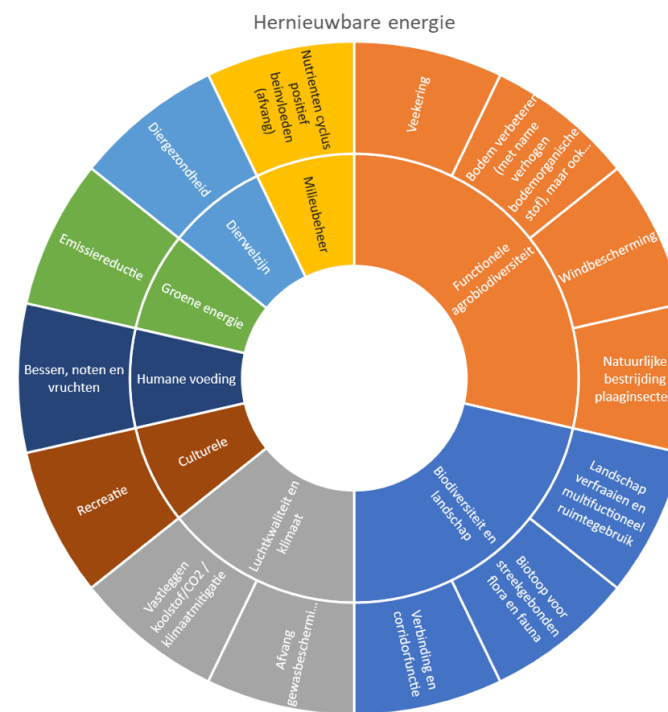 Hernieuwbare energie
Veekering
Bodem verbeteren
(met name
verhogen
bodemorganische
stof), maar ook...
Windbescherming
Natuurlijke
bestrijding
plaaginsecte
Functionele
agrobiodiversiteit
Landschap
verfraaien en
multifuctioneel
ruimtegebruik
Biotoop voor
streekgebonden
flora en fauna
Verbinding en
corridorfunctie
Biodiversiteit en
landschap
Afvang
gewasbeschermi...
Vastleggen
koolstof/CO2 /
klimaatmitigatie
Luchtkwaliteit en
klimaat
Recreatie
Culturele
Bessen, noten en
vruchten
Humane voeding
Emissiereductie
Groene energie
Diergezondheid
Dierwelzijn
Nutrienten cyclus
positief
beinvloeden
(afvang)
Milieubeheer